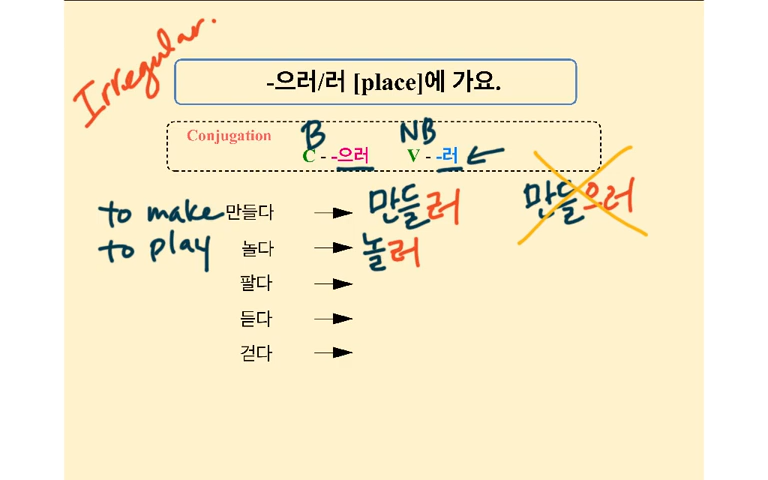 Irregular.
-으러/러 [place]에 가요.
Conjugation
B NB
C - -으러 V - -러
to make 만들다 만들러 만들으러
to play 놀다 놀러
팔다
듣다
걷다